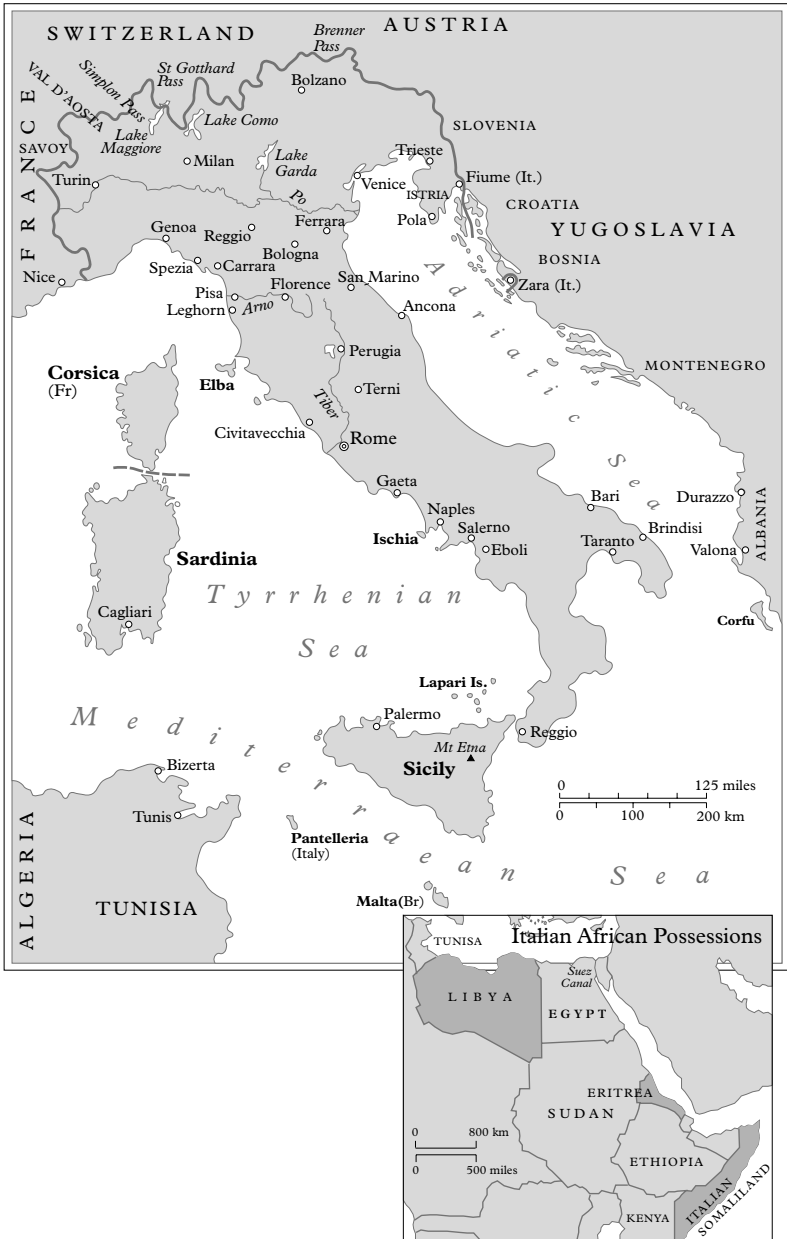 SWITZERLAND
AUSTRIA
Brenner
Pass
St Gotthard
Pass
Simplon Pass
VAL D'AOSTA
Bolzano
FRANCE
SAVOY
Lake
Maggiore
Lake Como
SLOVENIA
Milan
Lake
Garda
Trieste
Turin
Venice
Fiume (It.)
ISTRIA
Po
CROATIA
Genoa
Reggio
Ferrara
Pola
YUGOSLAVIA
Bologna
BOSNIA
Spezia
Carrara
Nice
Florence
San Marino
Zara (It.)
Pisa
Leghorn
Arno
Ancona
Adriatic Sea
Perugia
MONTENEGRO
Corsica
(Fr)
Elba
Terni
Tiber
Civitavecchia
Rome
Gaeta
Bari
Durazzo
Naples
Ischia
Salerno
Brindisi
ALBANIA
Sardinia
Eboli
Taranto
Valona
Tyrrhenian
Sea
Cagliari
Corfu
Lapari Is.
Mediterranean Sea
Palermo
Reggio
Mt Etna
Bizerta
Sicily
0 125 miles
0 100 200 km
Tunis
Pantelleria
(Italy)
ALGERIA
Malta(Br)
TUNISIA
Italian African Possessions
TUNISA
Suez
Canal
LIBYA
EGYPT
ERITREA
SUDAN
0 800 km
0 500 miles
ETHIOPIA
ITALIAN
SOMALILAND
KENYA